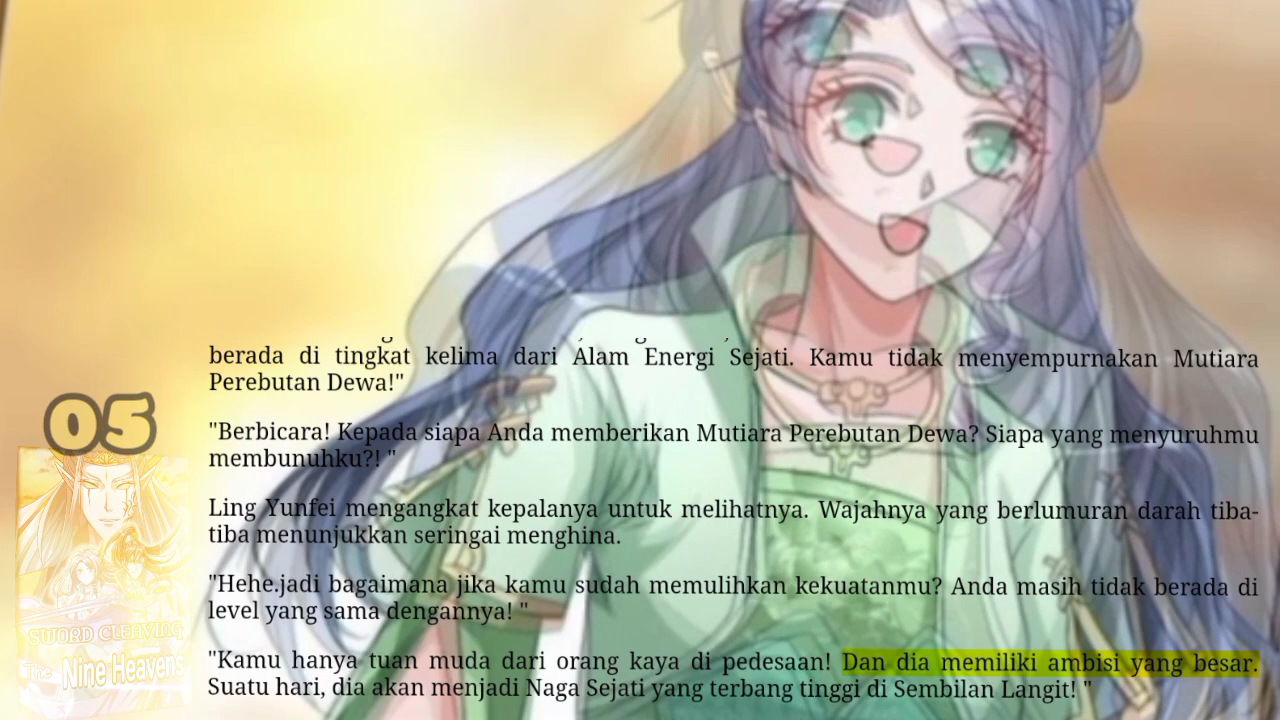 berada di tingkat kelima dari Alam Energi Sejati. Kamu tidak menyempurnakan Mutiara
Perebutan Dewa!"
"Berbicara! Kepada siapa Anda memberikan Mutiara Perebutan Dewa? Siapa yang menyuruhmu
membunuhku?! "
Ling Yunfei mengangkat kepalanya untuk melihatnya. Wajahnya yang berlumuran darah tiba-
tiba menunjukkan seringai menghina.
"Hehe.jadi bagaimana jika kamu sudah memulihkan kekuatanmu? Anda masih tidak berada di
level yang sama dengannya! "
"Kamu hanya tuan muda dari orang kaya di pedesaan! Dan dia memiliki ambisi yang besar.
Suatu hari, dia akan menjadi Naga Sejati yang terbang tinggi di Sembilan Langit! "
05
SWORD CLEAVING
The Nine Heavens